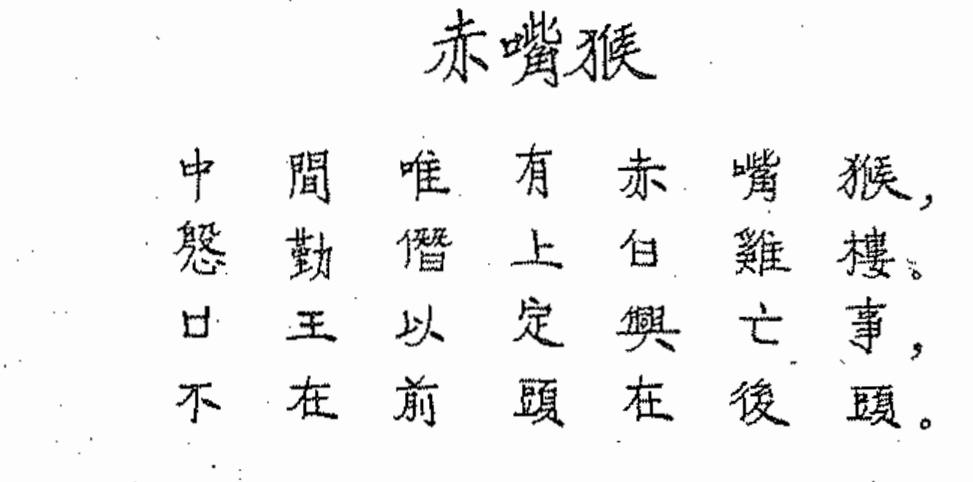 赤嘴猴
中間唯有赤嘴猴,
慇勤僭上白雞樓。
廿王以定興亡事,
不在前頭在後頭。